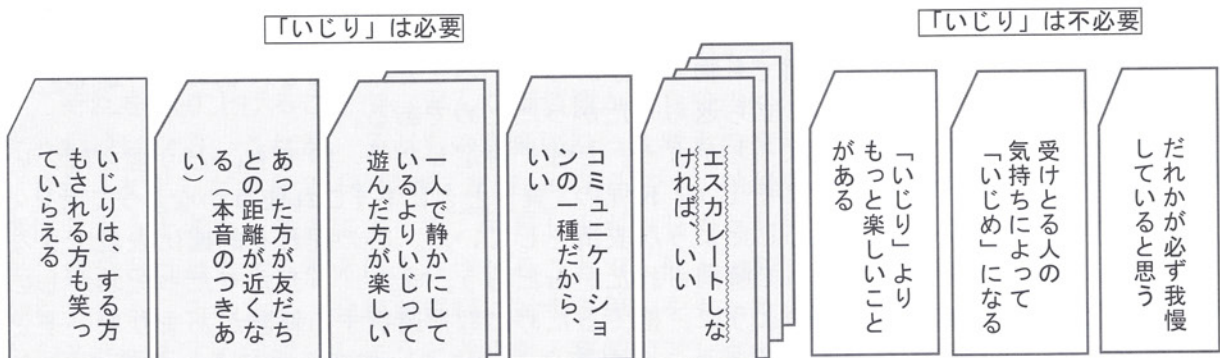 「いじり」は不必要
だれかが必ず我慢
していると思う
受けとる人の
気持ちによって
「いじめ」になる
「いじり」より
もっと楽しいこと
がある
「いじり」は必要
エスカレートしな
ければ、いい
コミュニケーショ
ンの一種だから、
いい
一人で静かにして
いるよりいじって
遊んだ方が楽しい
あった方が友だち
との距離が近くな
る（本音のつきあ
い）
いじりは、する方
もされる方も笑っ
ていらえる